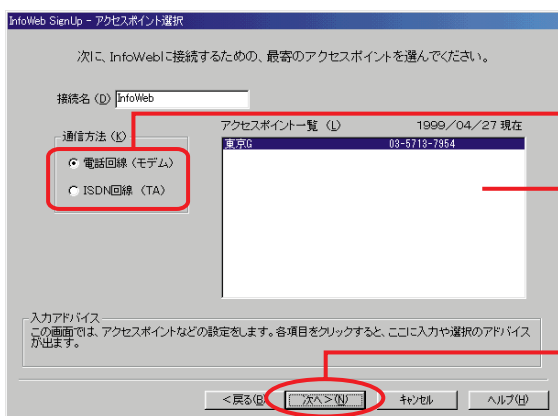 InfoWeb SignUp - アクセスポイント選択
次に、InfoWebに接続するための、最寄のアクセスポイントを選んでください。
接続名 (D) InfoWeb
通信方法 (K)
電話回線 (モデム)
ISDN回線 (TA)
アクセスポイント一覧 (L) 1999/04/27 現在
東京G 03-5713-7954
入力アドバイス
この画面では、アクセスポイントなどの設定をします。各項目をクリックすると、ここに入力や選択のアドバイス
が出ます。
<戻る(B) 次へ>(N) キャンセル ヘルプ(H)